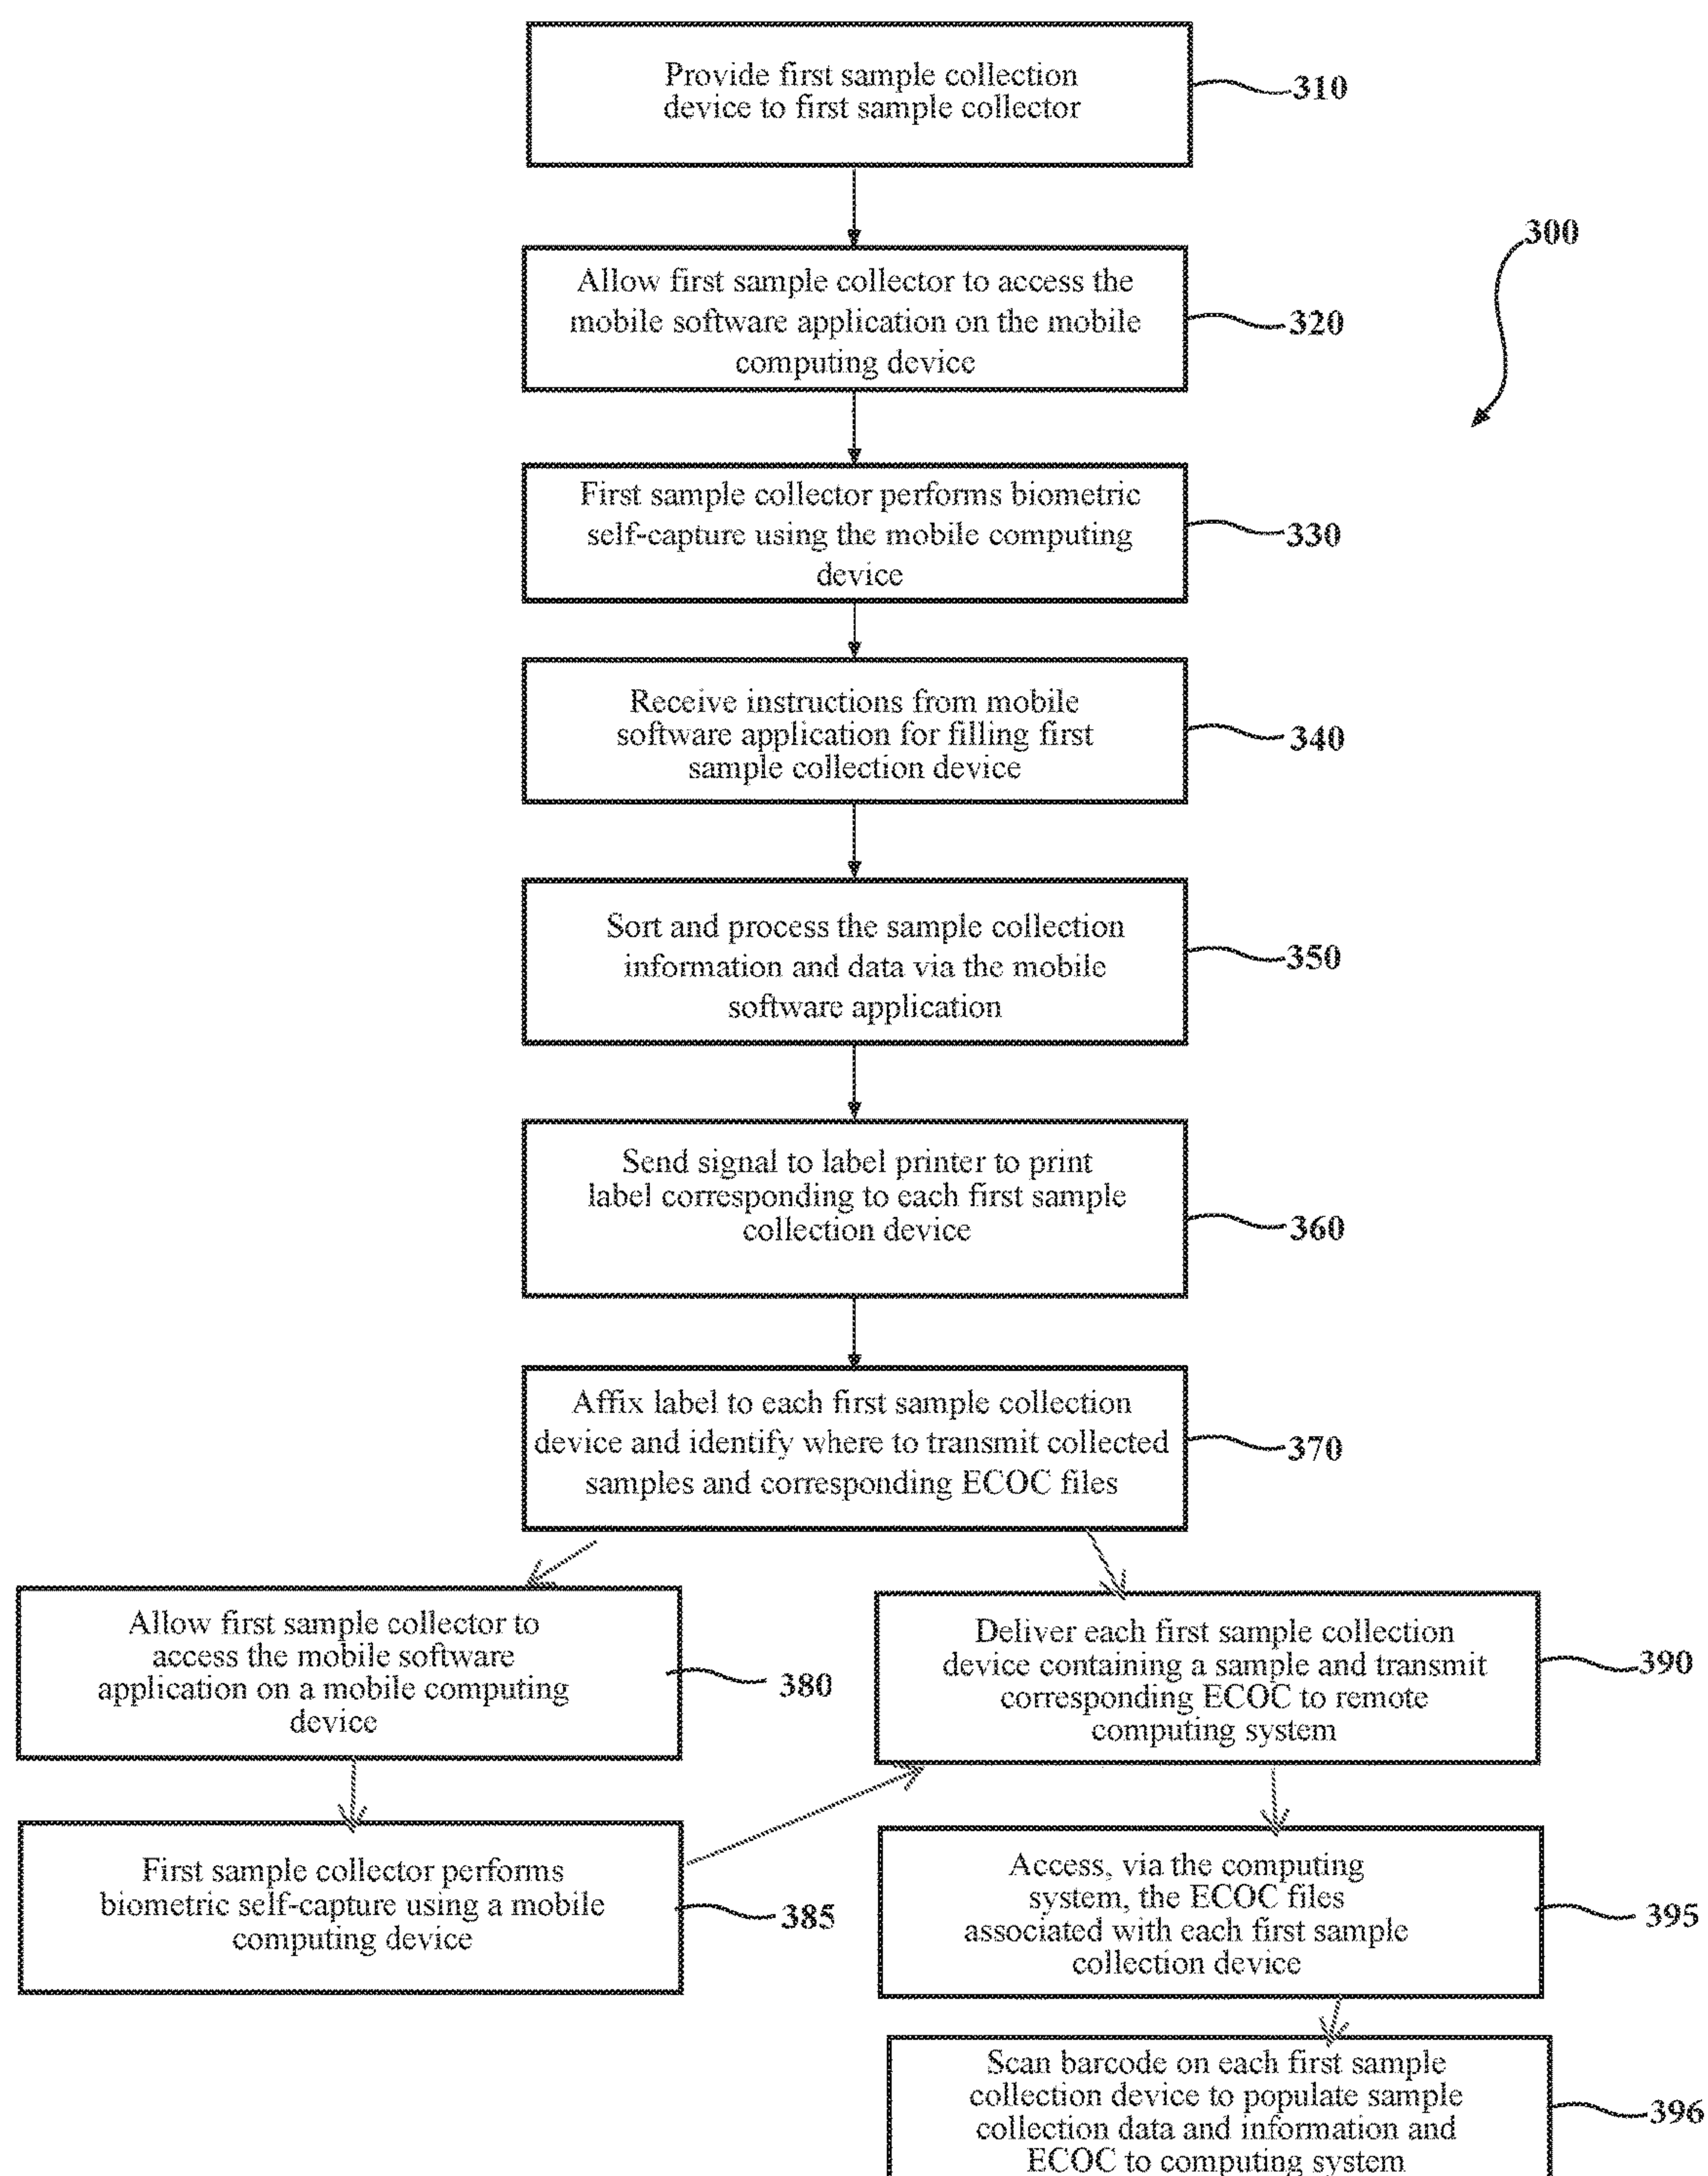 Provide first sample collection
device to first sample collector
310
300
Allow first sample collector to access the
mobile software application on the mobile
computing device
320
First sample collector performs biometric
self-capture using the mobile computing
device
330
Receive instructions from mobile
software application for filling first
sample collection device
340
Sort and process the sample collection
information and data via the mobile
software application
350
Send signal to label printer to print
label corresponding to each first sample
collection device
360
Affix label to each first sample collection
device and identify where to transmit collected
samples and corresponding ECOC files
370
Allow first sample collector to
access the mobile software
application on a mobile computing
device
380
Deliver each first sample collection
device containing a sample and transmit
corresponding ECOC to remote
computing system
390
First sample collector performs
biometric self-capture using a mobile
computing device
385
Access, via the computing
system, the ECOC files
associated with each first sample
collection device
395
Scan barcode on each first sample
collection device to populate sample
collection data and information and
ECOC to computing system
396